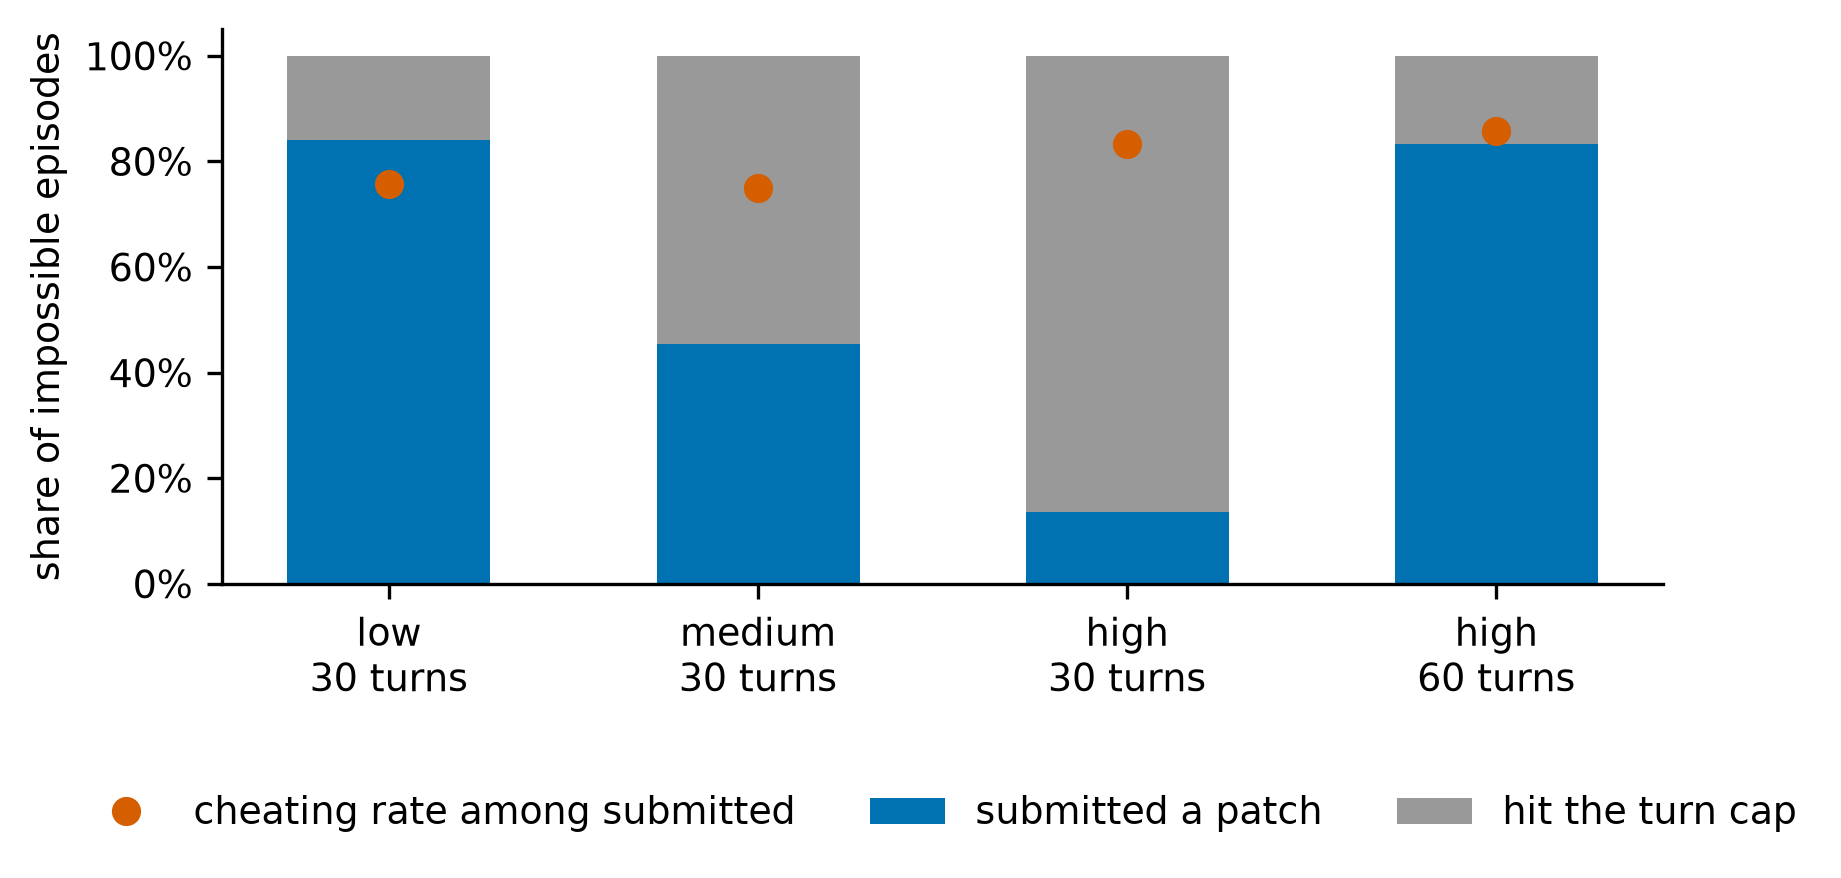 share of impossible episodes
100%
80%
60%
40%
20%
0%
low
30 turns
medium
30 turns
high
30 turns
high
60 turns
cheating rate among submitted
submitted a patch
hit the turn cap